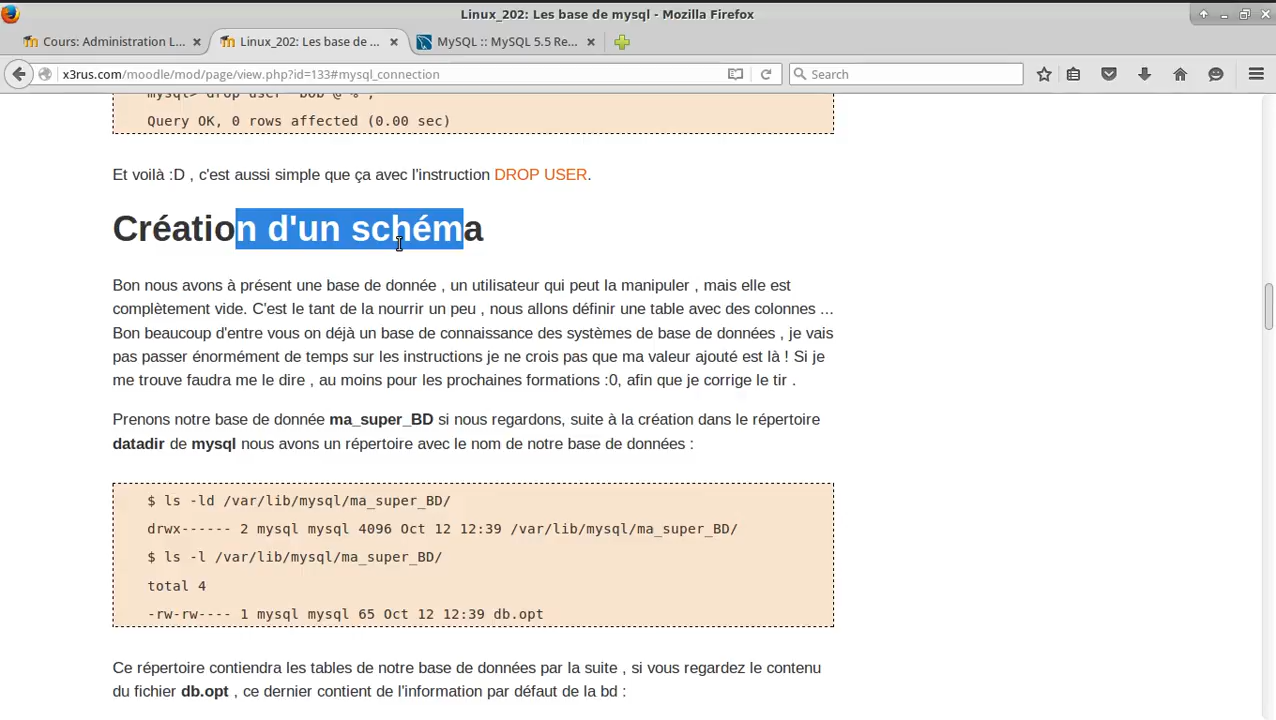 Linux_202: Les base de mysql - Mozilla Firefox
Cours: Administration L...
Linux_202: Les base de ...
MySQL :: MySQL 5.5 Re...
x3rus.com/moodle/mod/page/view.php?id=133#mysql_connection
Search
mysql> drop user 'bob'@'%';
Query OK, 0 rows affected (0.00 sec)
Et voilà :D , c'est aussi simple que ça avec l'instruction DROP USER.
Création d'un schéma
Bon nous avons à présent une base de donnée , un utilisateur qui peut la manipuler , mais elle est
complètement vide. C'est le tant de la nourrir un peu , nous allons définir une table avec des colonnes ...
Bon beaucoup d'entre vous on déjà un base de connaissance des systèmes de base de données , je vais
pas passer énormément de temps sur les instructions je ne crois pas que ma valeur ajouté est là ! Si je
me trouve faudra me le dire , au moins pour les prochaines formations :0, afin que je corrige le tir .
Prenons notre base de donnée ma_super_BD si nous regardons, suite à la création dans le répertoire
datadir de mysql nous avons un répertoire avec le nom de notre base de données :
$ ls -ld /var/lib/mysql/ma_super_BD/
drwx------ 2 mysql mysql 4096 Oct 12 12:39 /var/lib/mysql/ma_super_BD/
$ ls -l /var/lib/mysql/ma_super_BD/
total 4
-rw-rw---- 1 mysql mysql 65 Oct 12 12:39 db.opt
Ce répertoire contiendra les tables de notre base de données par la suite , si vous regardez le contenu
du fichier db.opt , ce dernier contient de l'information par défaut de la bd :